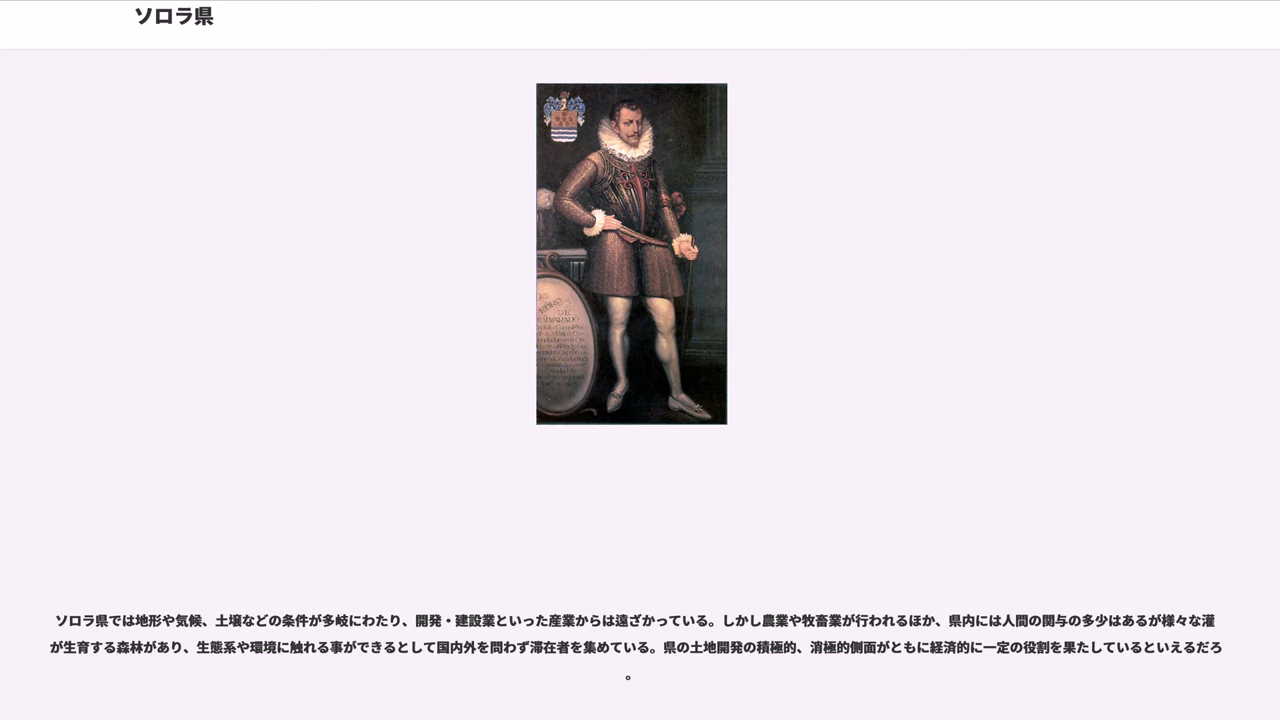 ソロラ県
DN
PEDRO
DE
ALVARADO
ソロラ県では地形や気候、土壌などの条件が多岐にわたり、開発・建設業といった産業からは遠ざかっている。しかし農業や牧畜業が行われるほか、県内には人間の関与の多少はあるが様々な灌
が生育する森林があり、生態系や環境に触れる事ができるとして国内外を問わず滞在者を集めている。県の土地開発の積極的、消極的側面がともに経済的に一定の役割を果たしているといえるだろ
。